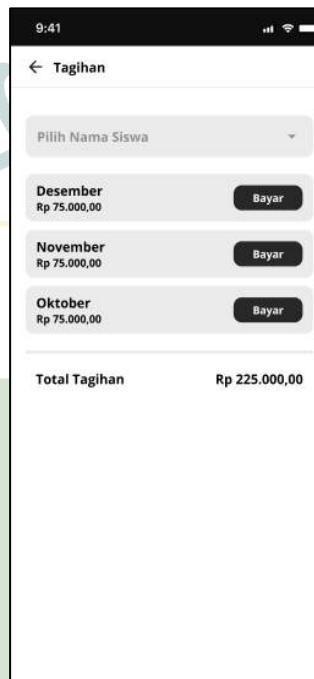 9:41
Tagihan
Pilih Nama Siswa
Desember
Rp 75.000,00
Bayar
November
Rp 75.000,00
Bayar
Oktober
Rp 75.000,00
Bayar
Total Tagihan Rp 225.000,00